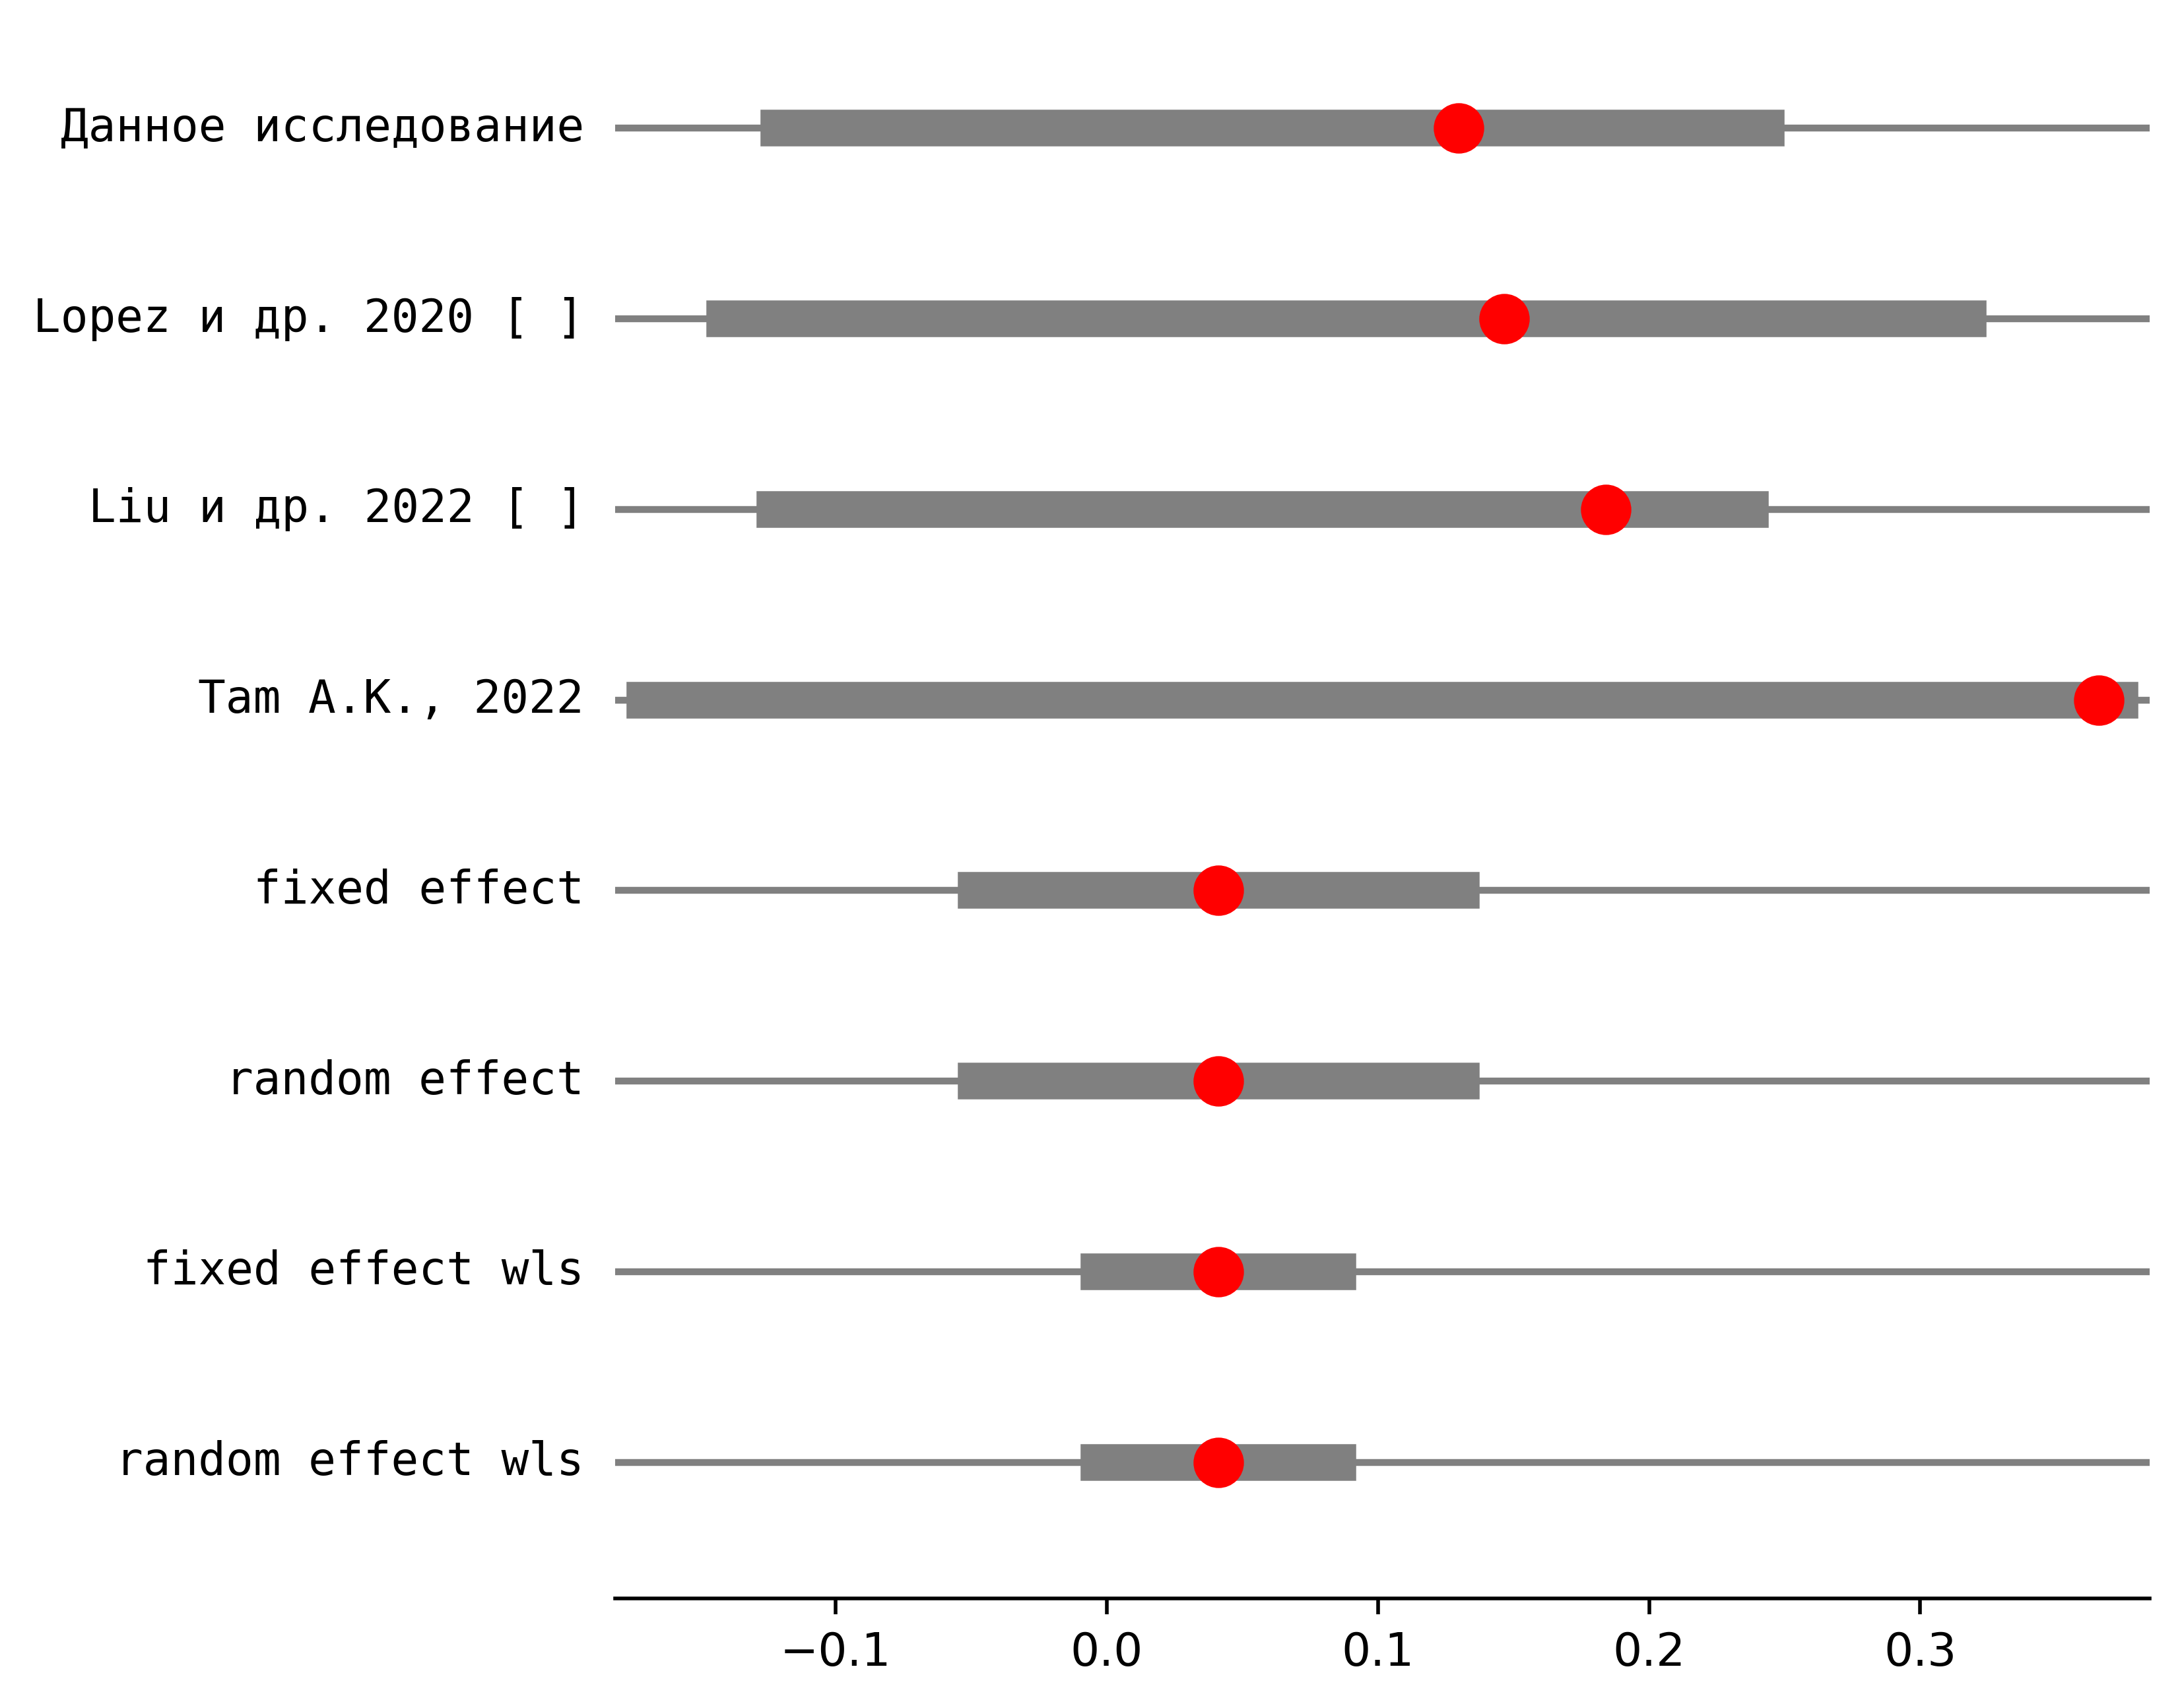 Данное исследование
Lopez и др. 2020 [ ]
Liu и др. 2022 [ ]
Tam A.K., 2022
fixed effect
random effect
fixed effect wls
random effect wls
−0.1 0.0 0.1 0.2 0.3